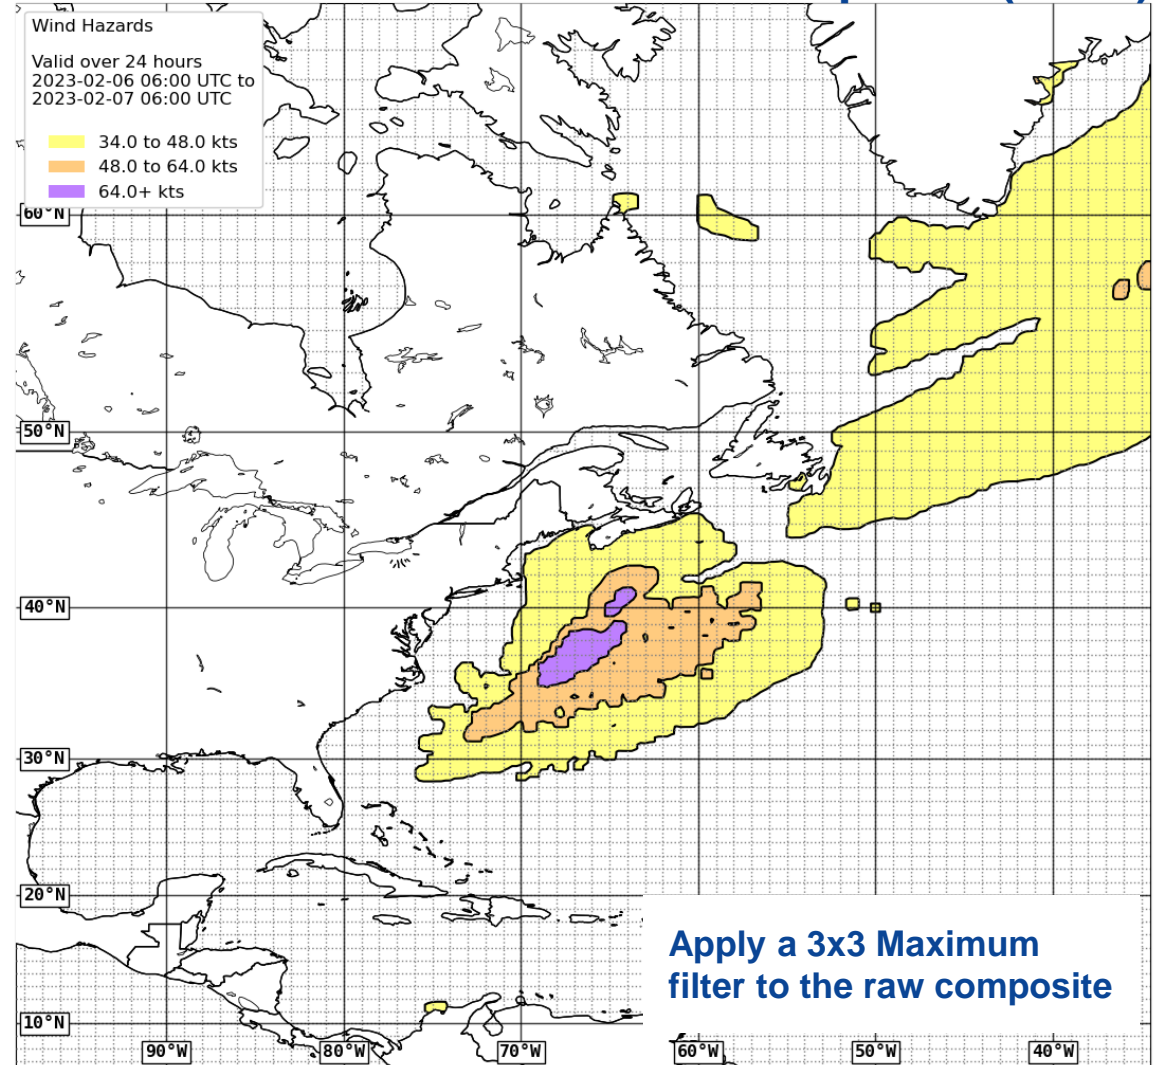 Wind Hazards
Valid over 24 hours
2023-02-06 06:00 UTC to
2023-02-07 06:00 UTC
34.0 to 48.0 kts
48.0 to 64.0 kts
64.0+ kts
60°N
50°N
40°N
30°N
20°N
10°N
Apply a 3x3 Maximum
filter to the raw composite
90°W
80°W
70°W
60°W
50°W
40°W